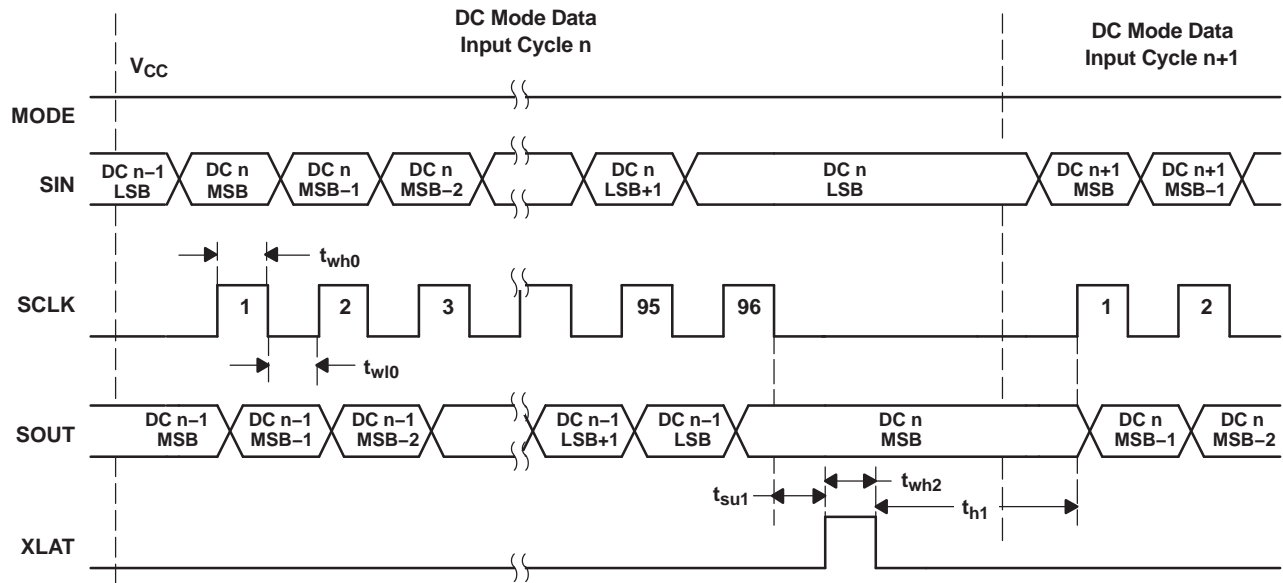 DC Mode Data
Input Cycle n
DC Mode Data
Input Cycle n+1
VCC
MODE
SIN
DC n−1
LSB
DC n
MSB
DC n
MSB−1
DC n
MSB−2
DC n
LSB+1
DC n
LSB
DC n+1
MSB
DC n+1
MSB−1
twh0
SCLK
1
2
3
95
96
1
2
twl0
SOUT
DC n−1
MSB
DC n−1
MSB−1
DC n−1
MSB−2
DC n−1
LSB+1
DC n−1
LSB
DC n
MSB
DC n
MSB−1
DC n
MSB−2
tsu1
twh2
th1
XLAT